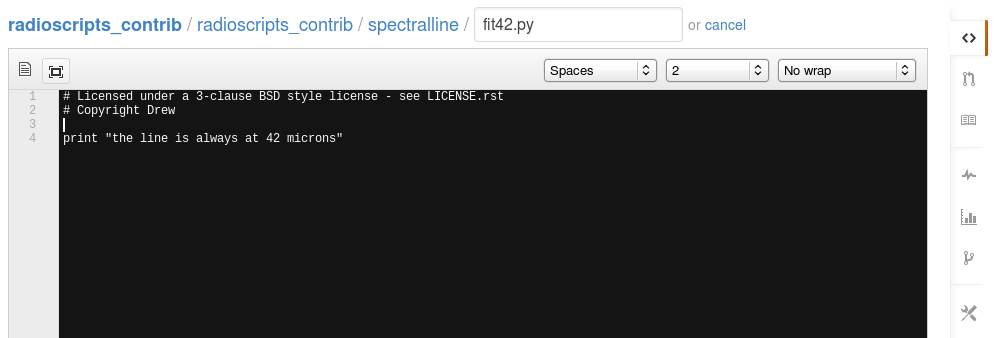 radioscripts_contrib / radioscripts_contrib / spectralline / fit42.py or cancel
Spaces 2 No wrap
1 # Licensed under a 3-clause BSD style license - see LICENSE.rst
2 # Copyright Drew
3
4 print "the line is always at 42 microns"